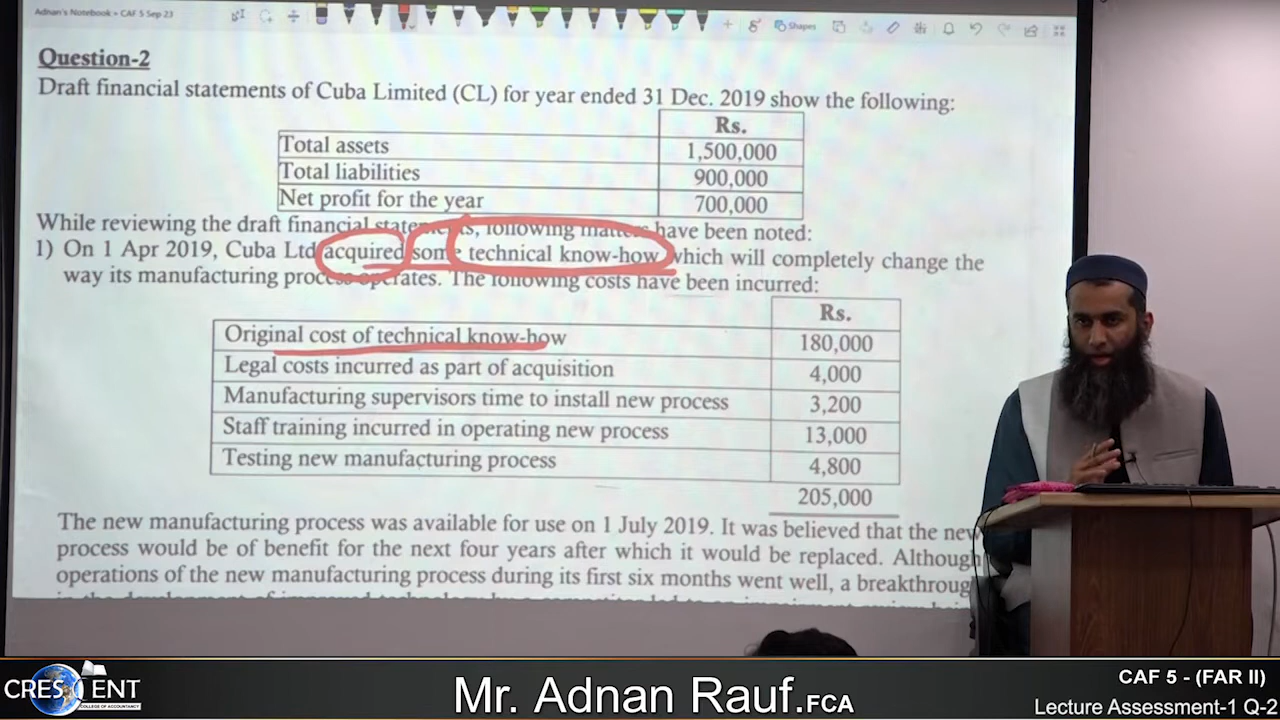 Adnan's Notebook > CAF 5 Sep 23
Shapes
Question-2
Draft financial statements of Cuba Limited (CL) for year ended 31 Dec. 2019 show the following:
Rs.
Total assets 1,500,000
Total liabilities 900,000
Net profit for the year 700,000
While reviewing the draft financial statements, following matters have been noted:
1) On 1 Apr 2019, Cuba Ltd acquired some technical know-how which will completely change the
way its manufacturing process operates. The following costs have been incurred:
Rs.
Original cost of technical know-how 180,000
Legal costs incurred as part of acquisition 4,000
Manufacturing supervisors time to install new process 3,200
Staff training incurred in operating new process 13,000
Testing new manufacturing process 4,800
205,000
The new manufacturing process was available for use on 1 July 2019. It was believed that the new
process would be of benefit for the next four years after which it would be replaced. Although
operations of the new manufacturing process during its first six months went well, a breakthroug
CRESCENT
COLLEGE OF ACCOUNTANCY
Mr. Adnan Rauf.FCA
CAF 5 - (FAR II)
Lecture Assessment-1 Q-2